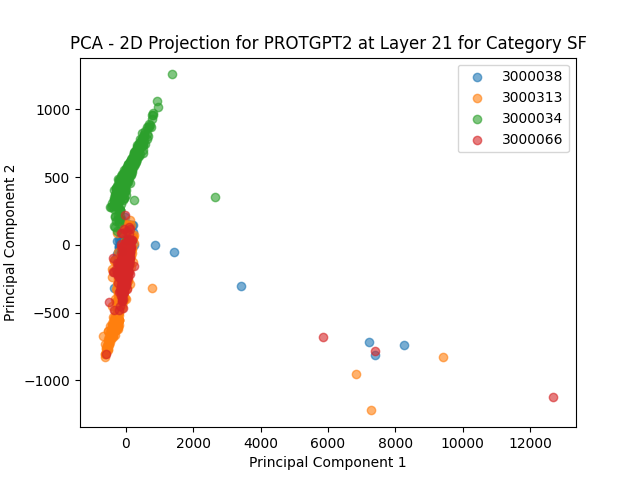 PCA - 2D Projection for PROTGPT2 at Layer 21 for Category SF
3000038
3000313
3000034
3000066
1000
500
0
−500
−1000
Principal Component 2
0 2000 4000 6000 8000 10000 12000
Principal Component 1